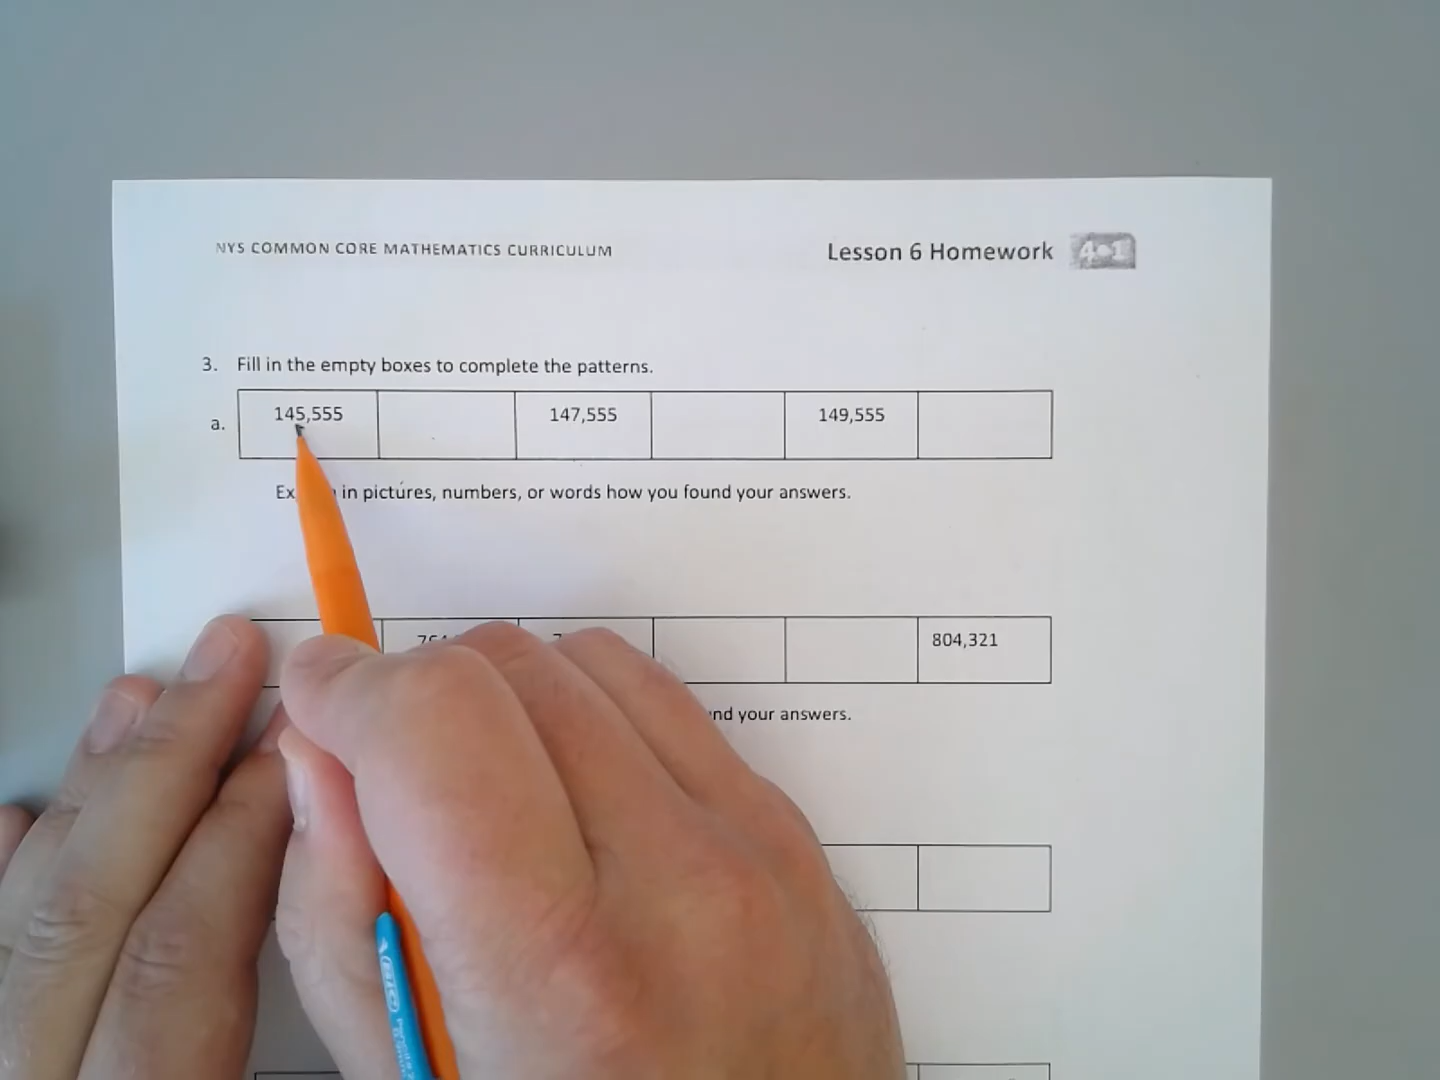 NYS COMMON CORE MATHEMATICS CURRICULUM Lesson 6 Homework 4•1
3. Fill in the empty boxes to complete the patterns.
a. 145,555 147,555 149,555
in pictures, numbers, or words how you found your answers.
804,321
your answers.